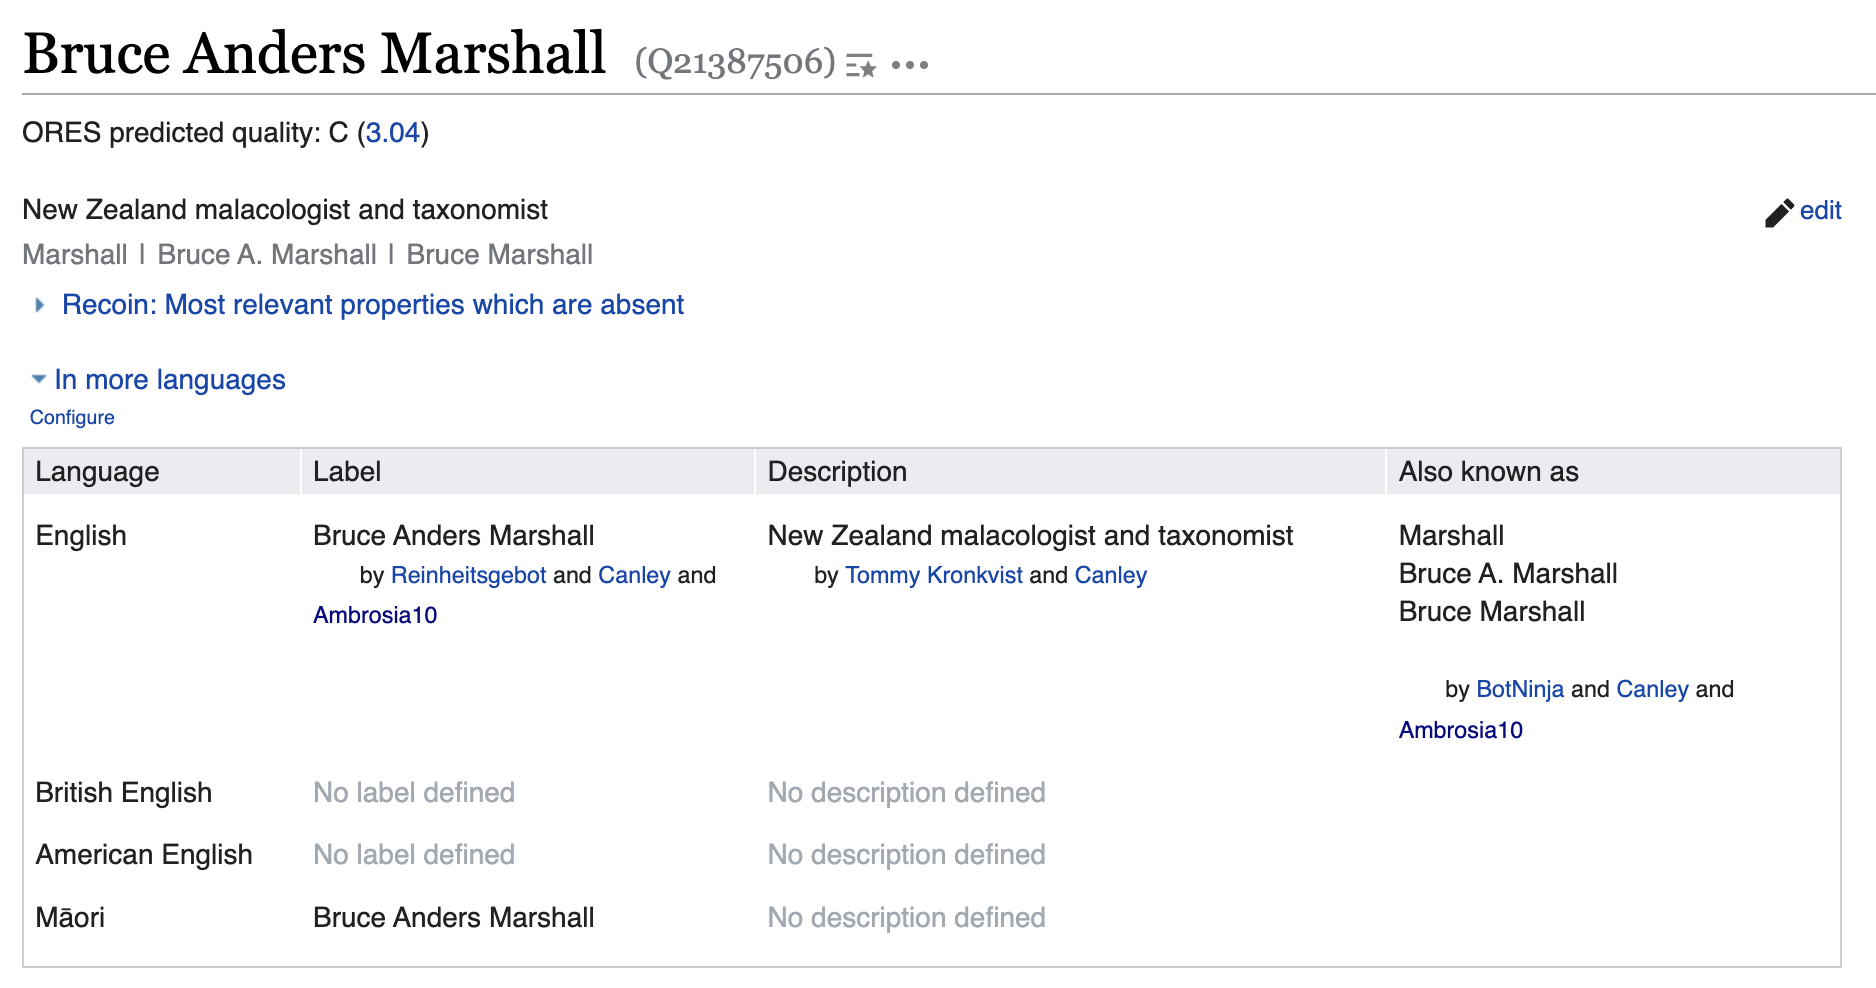 Bruce Anders Marshall (Q21387506)
ORES predicted quality: C (3.04)
New Zealand malacologist and taxonomist
edit
Marshall | Bruce A. Marshall | Bruce Marshall
Recoin: Most relevant properties which are absent
In more languages
Configure
Language Label Description Also known as
English Bruce Anders Marshall New Zealand malacologist and taxonomist Marshall
by Reinheitsgebot and Canley and by Tommy Kronkvist and Canley Bruce A. Marshall
Ambrosia10 Bruce Marshall
by BotNinja and Canley and
Ambrosia10
British English No label defined No description defined
American English No label defined No description defined
Māori Bruce Anders Marshall No description defined